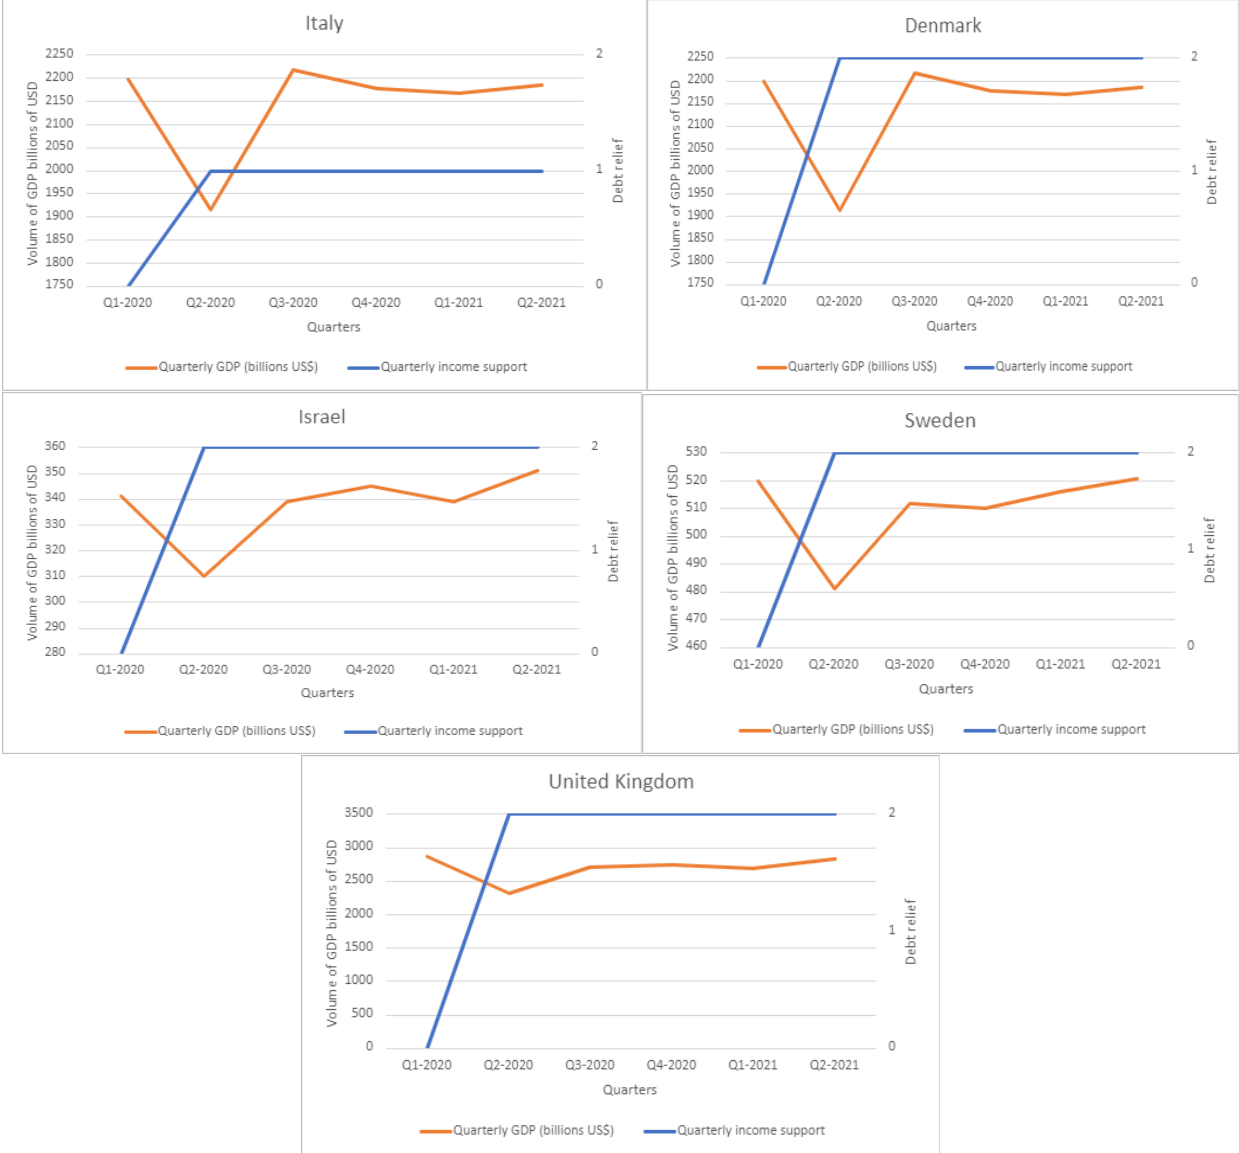 Italy
2250
2200
2150
2100
2050
2000
1950
1900
1850
1800
1750
Volume of GDP billions of USD
2
1
0
Debt relief
Q1-2020 Q2-2020 Q3-2020 Q4-2020 Q1-2021 Q2-2021
Quarters
Quarterly GDP (billions US$) Quarterly income support
Denmark
2250
2200
2150
2100
2050
2000
1950
1900
1850
1800
1750
Volume of GDP billions of USD
2
1
0
Debt relief
Q1-2020 Q2-2020 Q3-2020 Q4-2020 Q1-2021 Q2-2021
Quarters
Quarterly GDP (billions US$) Quarterly income support
Israel
360
350
340
330
320
310
300
290
280
Volume of GDP billions of USD
2
1
0
Debt relief
Q1-2020 Q2-2020 Q3-2020 Q4-2020 Q1-2021 Q2-2021
Quarters
Quarterly GDP (billions US$) Quarterly income support
Sweden
530
520
510
500
490
480
470
460
Volume of GDP billions of USD
2
1
0
Debt relief
Q1-2020 Q2-2020 Q3-2020 Q4-2020 Q1-2021 Q2-2021
Quarters
Quarterly GDP (billions US$) Quarterly income support
United Kingdom
3500
3000
2500
2000
1500
1000
500
0
Volume of GDP billions of USD
2
1
0
Debt relief
Q1-2020 Q2-2020 Q3-2020 Q4-2020 Q1-2021 Q2-2021
Quarters
Quarterly GDP (billions US$) Quarterly income support